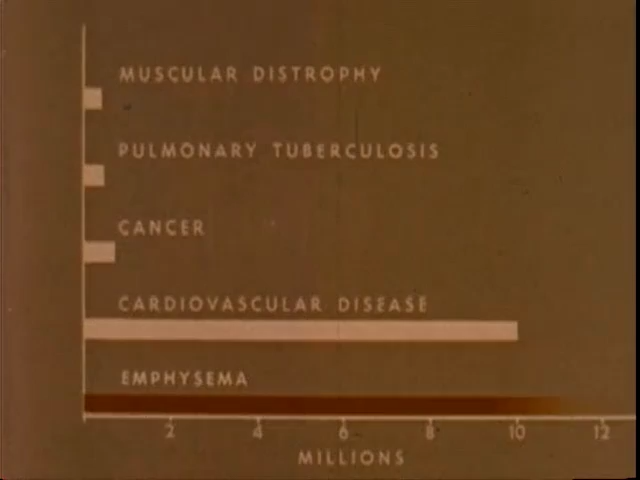 MUSCULAR DISTROPHY
PULMONARY TUBERCULOSIS
CANCER
CARDIOVASCULAR DISEASE
EMPHYSEMA
2 4 6 8 10 12
MILLIONS